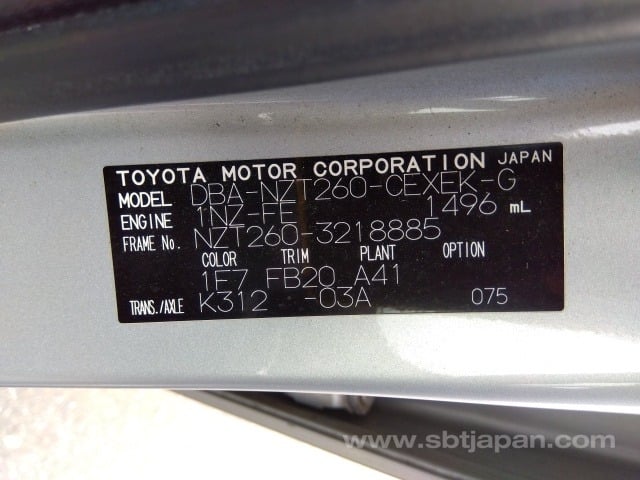 TOYOTA MOTOR CORPORATION JAPAN
MODEL DBA-NZT260-CEXEK-G
ENGINE 1NZ-FE 1496 mL
FRAME No. NZT260-3218885
COLOR TRIM PLANT OPTION
1E7 FB20 A41
TRANS./AXLE K312 -03A 075
www.sbtjapan.com